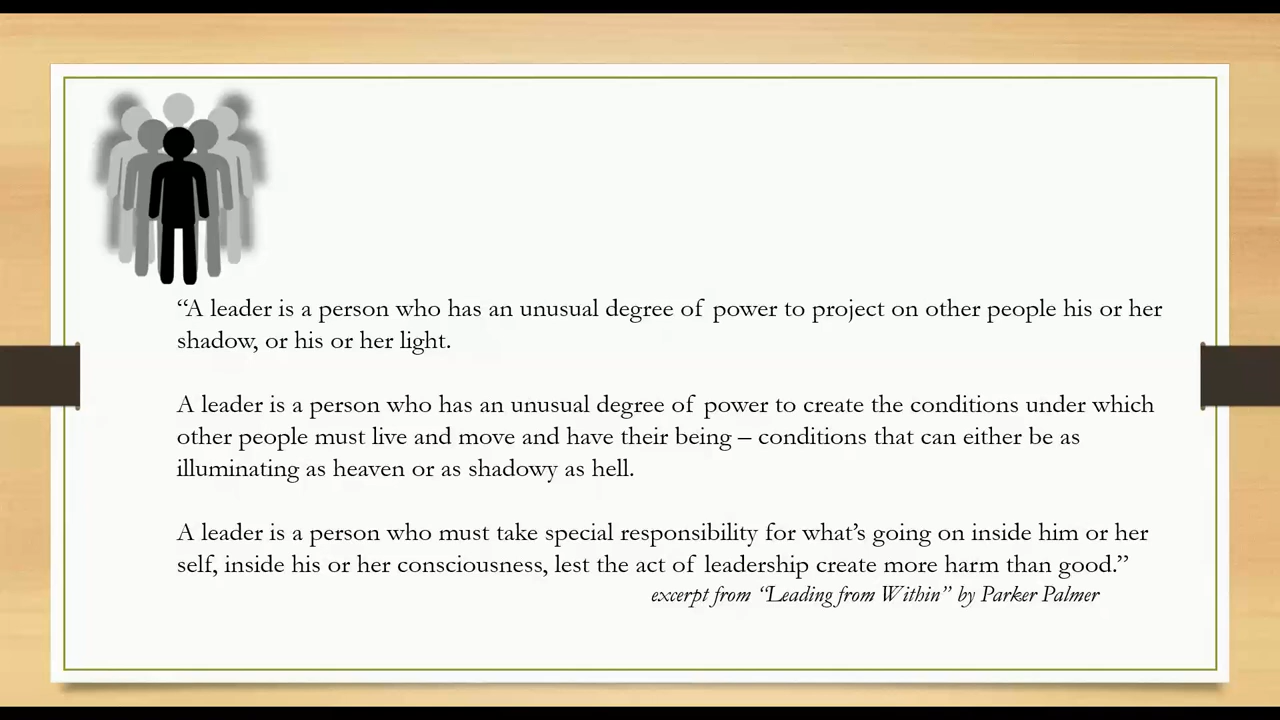 “A leader is a person who has an unusual degree of power to project on other people his or her
shadow, or his or her light.
A leader is a person who has an unusual degree of power to create the conditions under which
other people must live and move and have their being – conditions that can either be as
illuminating as heaven or as shadowy as hell.
A leader is a person who must take special responsibility for what’s going on inside him or her
self, inside his or her consciousness, lest the act of leadership create more harm than good.”
excerpt from “Leading from Within” by Parker Palmer